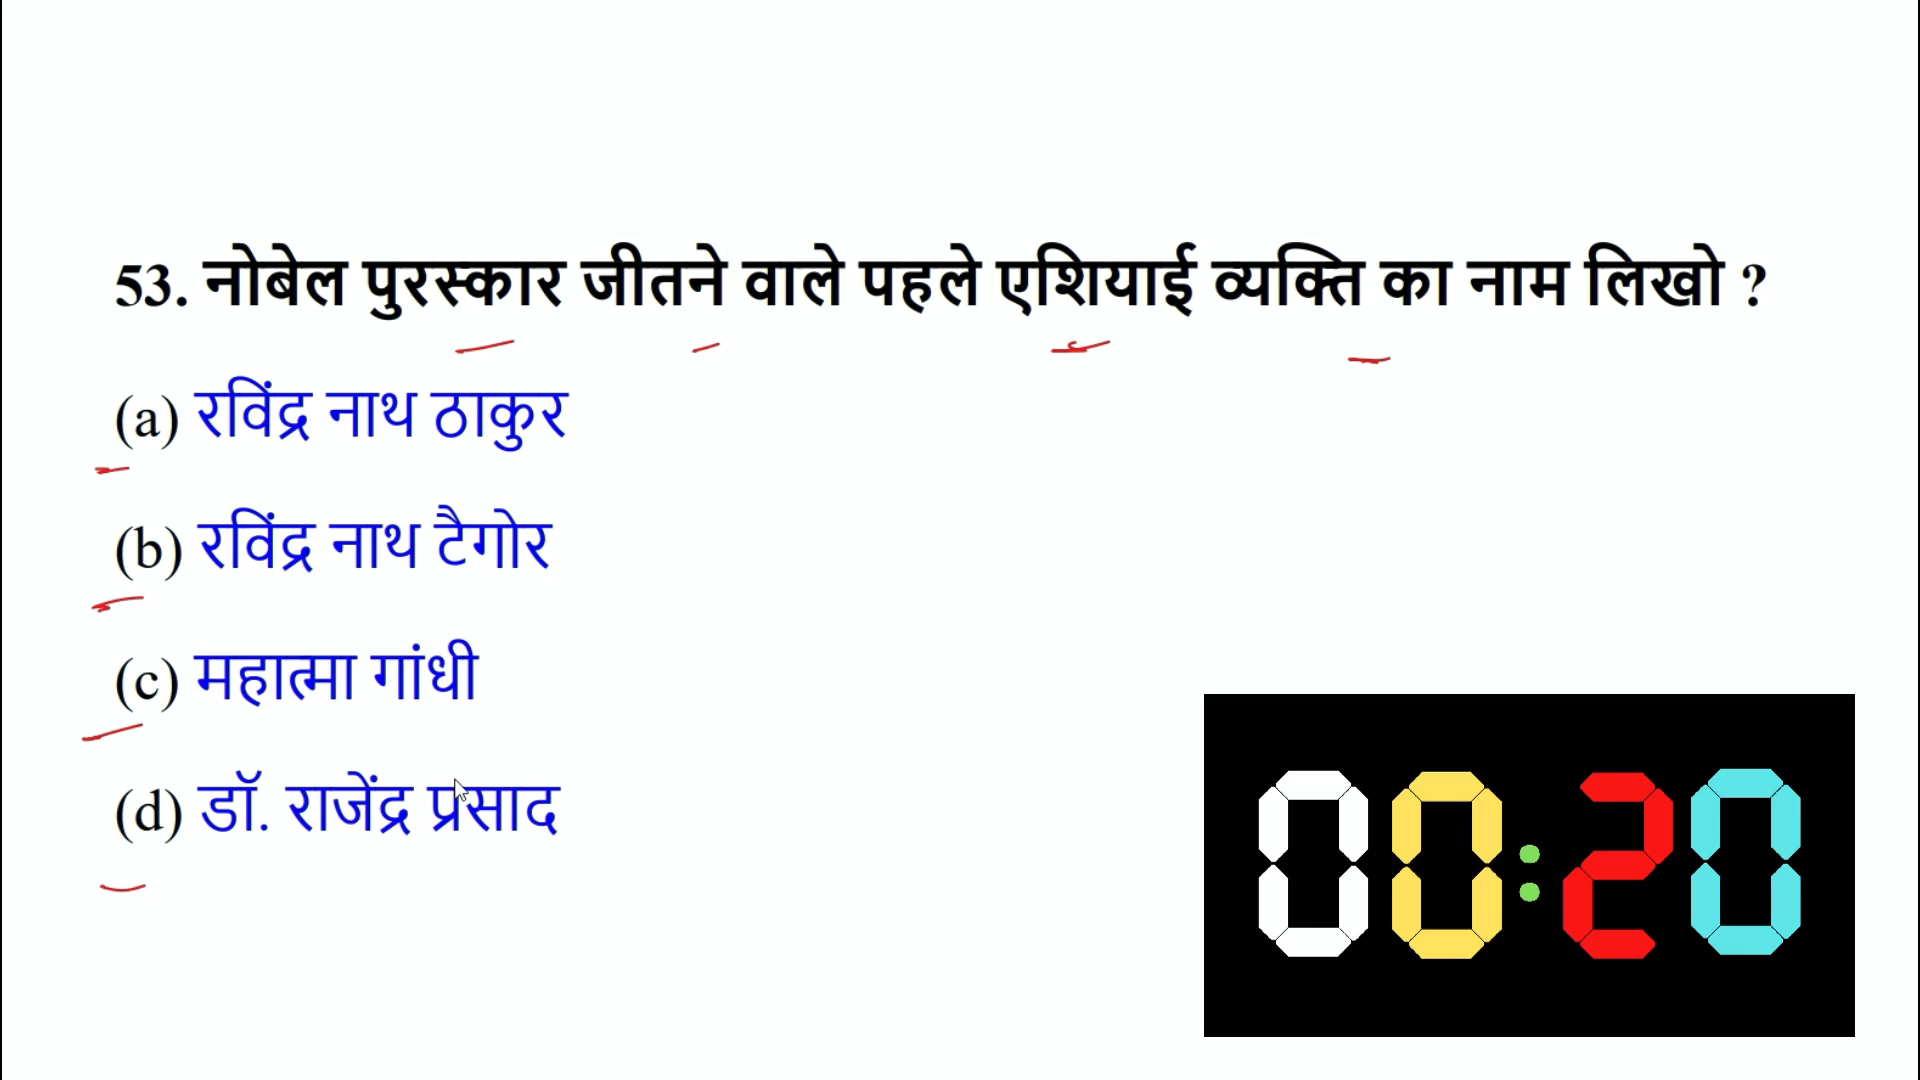 53. नोबेल पुरस्कार जीतने वाले पहले एशियाई व्यक्ति का नाम लिखो ?
(a) रविंद्र नाथ ठाकुर
(b) रविंद्र नाथ टैगोर
(c) महात्मा गांधी
(d) डॉ. राजेंद्र प्रसाद
00:20